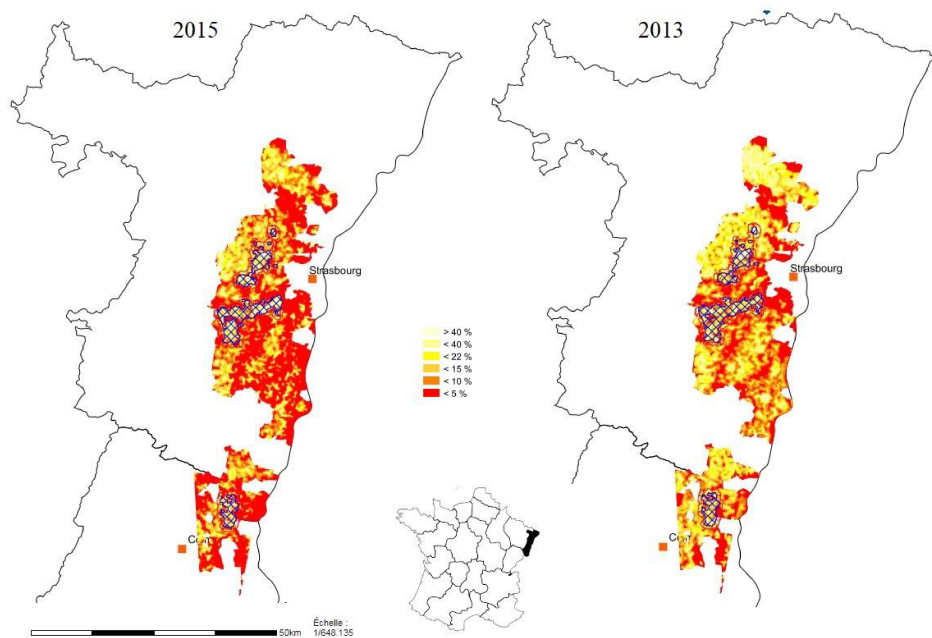 2015
2013
Strasbourg
Strasbourg
> 40 %
< 40 %
< 22 %
< 15 %
< 10 %
< 5 %
Échelle :
50km
1/648.135